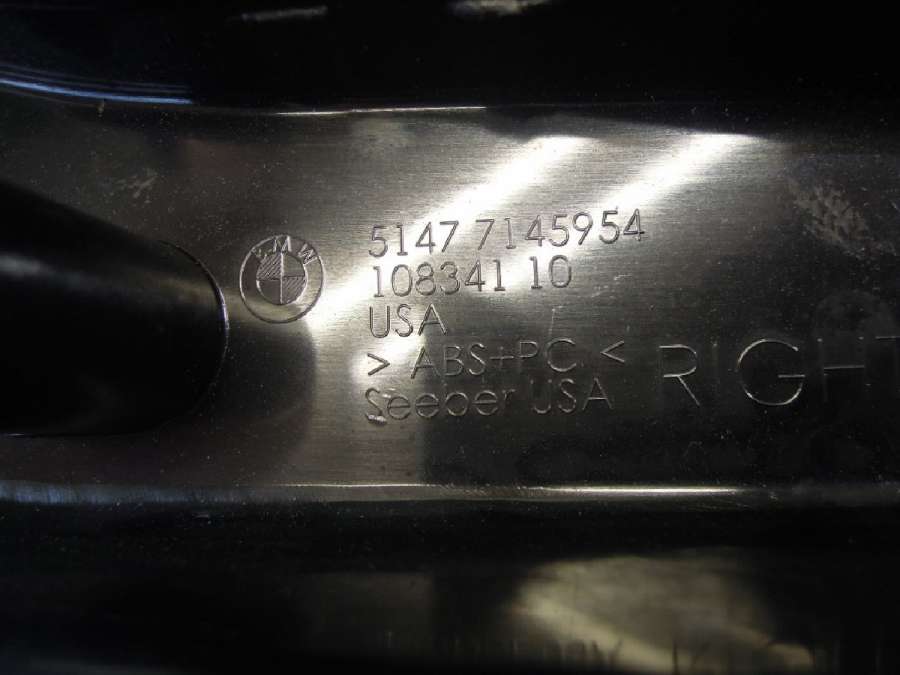 BMW
5147 7145954
108341 10
USA
> ABS+PC <
Seeber USA
RIGHT